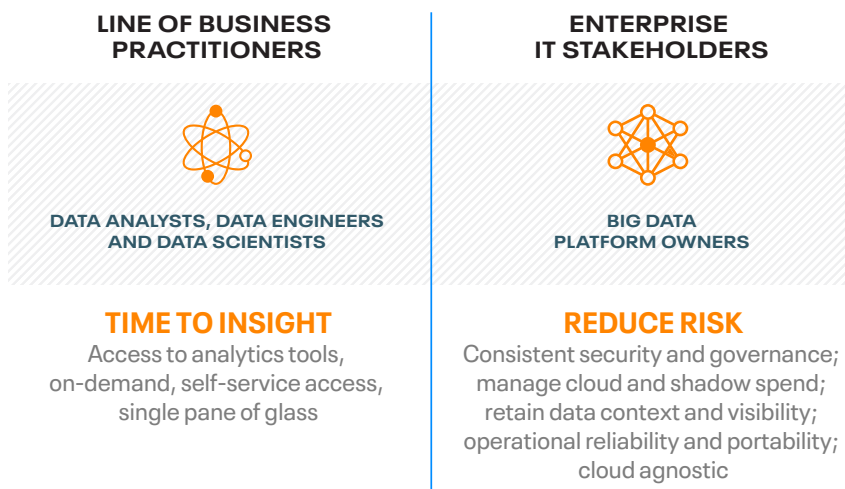 LINE OF BUSINESS
PRACTITIONERS
DATA ANALYSTS, DATA ENGINEERS
AND DATA SCIENTISTS
TIME TO INSIGHT
Access to analytics tools,
on-demand, self-service access,
single pane of glass
ENTERPRISE
IT STAKEHOLDERS
BIG DATA
PLATFORM OWNERS
REDUCE RISK
Consistent security and governance;
manage cloud and shadow spend;
retain data context and visibility;
operational reliability and portability;
cloud agnostic